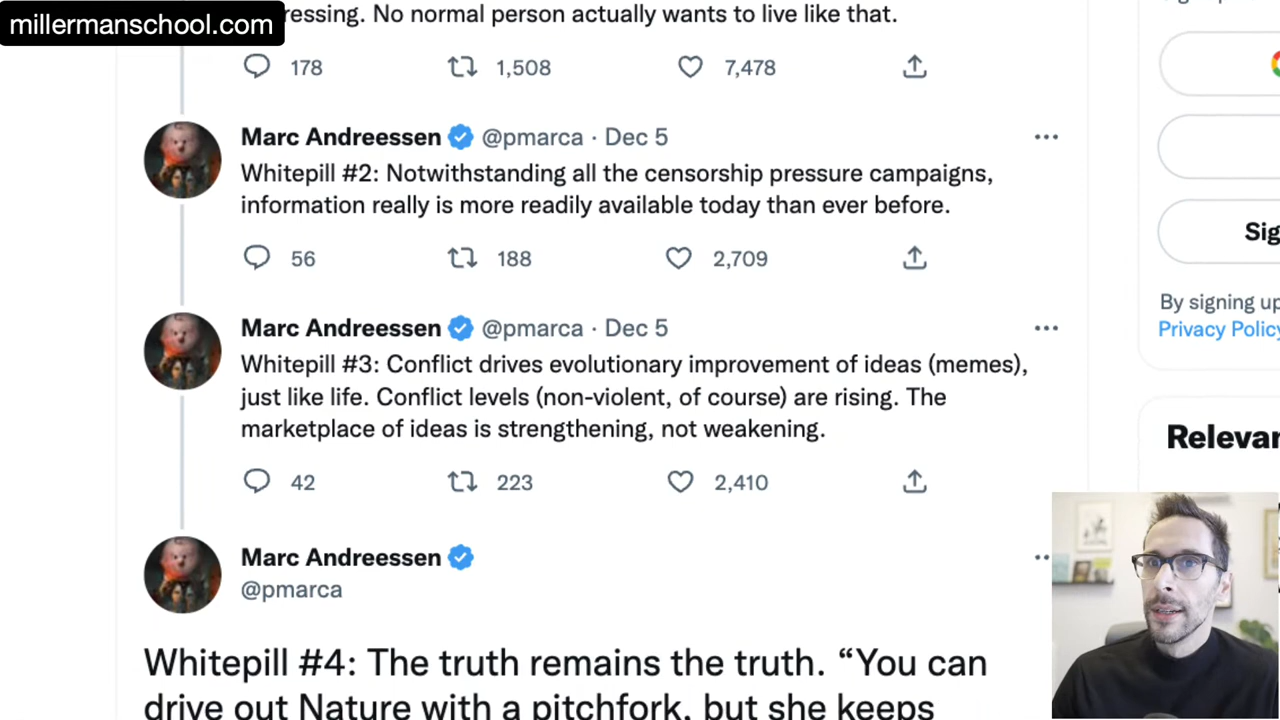 millermanschool.com
ressing. No normal person actually wants to live like that.
178 1,508 7,478
Marc Andreessen @pmarca · Dec 5
Whitepill #2: Notwithstanding all the censorship pressure campaigns,
information really is more readily available today than ever before.
56 188 2,709
Marc Andreessen @pmarca · Dec 5
Whitepill #3: Conflict drives evolutionary improvement of ideas (memes),
just like life. Conflict levels (non-violent, of course) are rising. The
marketplace of ideas is strengthening, not weakening.
42 223 2,410
Marc Andreessen
@pmarca
Whitepill #4: The truth remains the truth. “You can
drive out Nature with a pitchfork, but she keeps
Sig
By signing up
Privacy Policy
Relevan